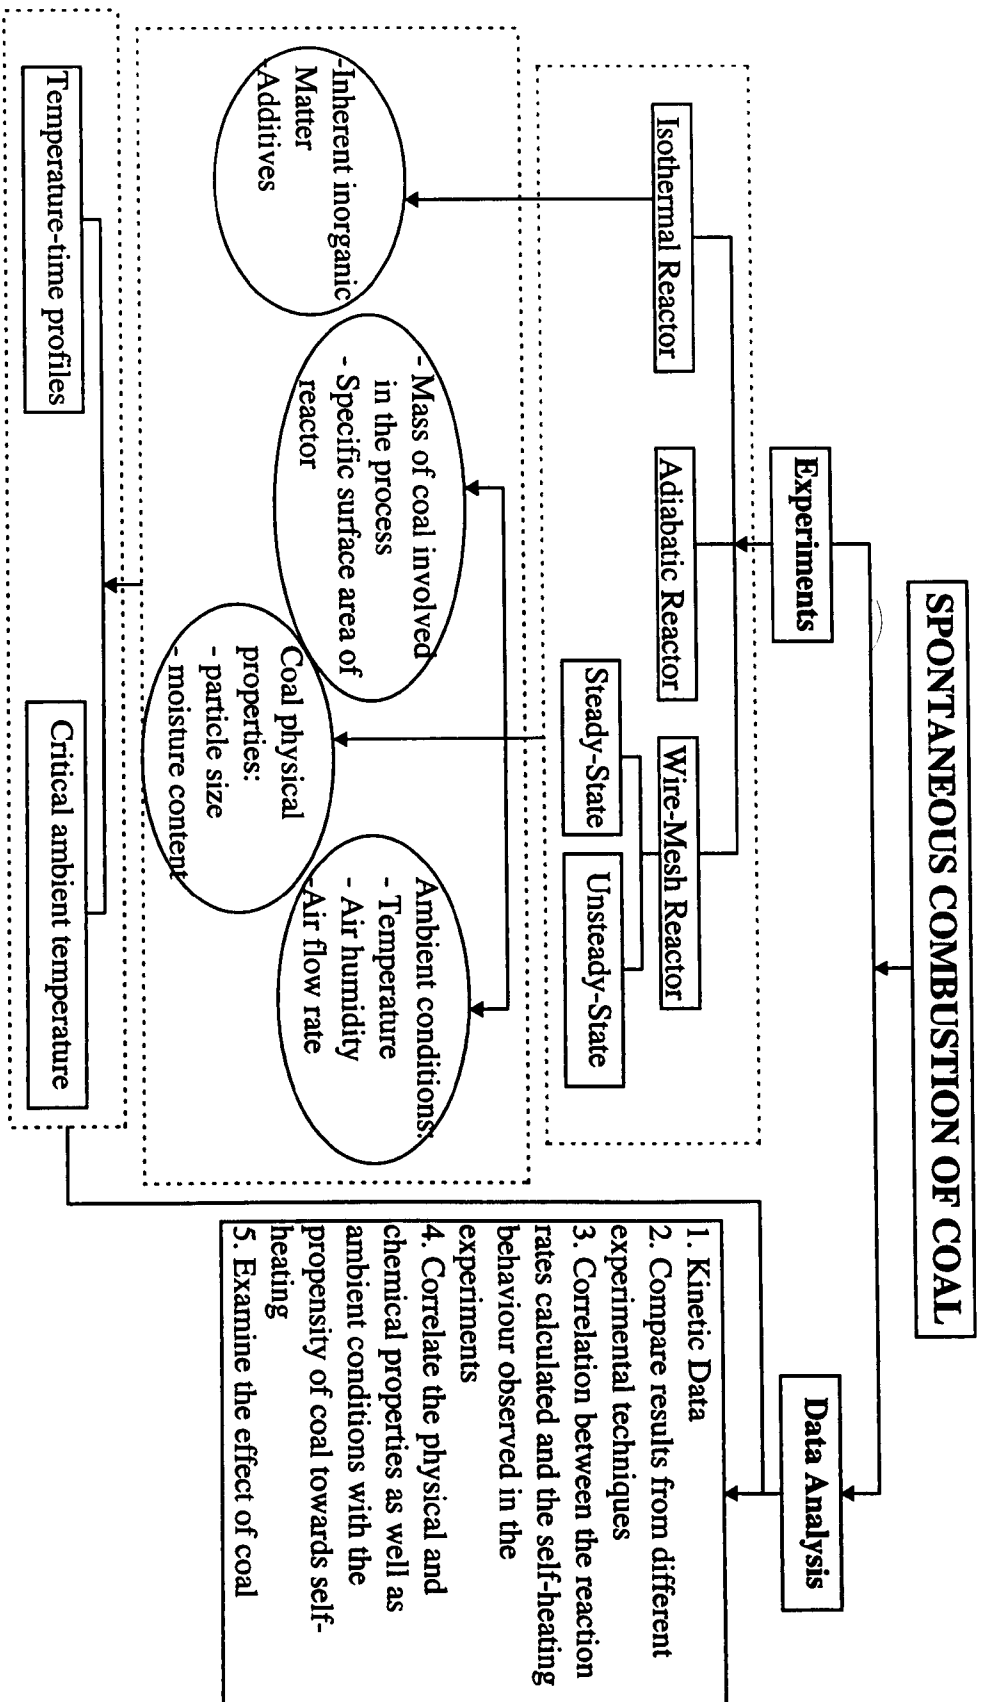 SPONTANEOUS COMBUSTION OF COAL
Experiments
Data Analysis
Isothermal Reactor
Adiabatic Reactor
Wire-Mesh Reactor
Steady-State
Unsteady-State
-Inherent inorganic
Matter
-Additives
- Mass of coal involved
in the process
- Specific surface area of
reactor
Coal physical
properties:
- particle size
- moisture content
Ambient conditions:
- Temperature
- Air humidity
-Air flow rate
Temperature-time profiles
Critical ambient temperature
1. Kinetic Data
2. Compare results from different
experimental techniques
3. Correlation between the reaction
rates calculated and the self-heating
behaviour observed in the
experiments
4. Correlate the physical and
chemical properties as well as
ambient conditions with the
propensity of coal towards self-
heating
5. Examine the effect of coal